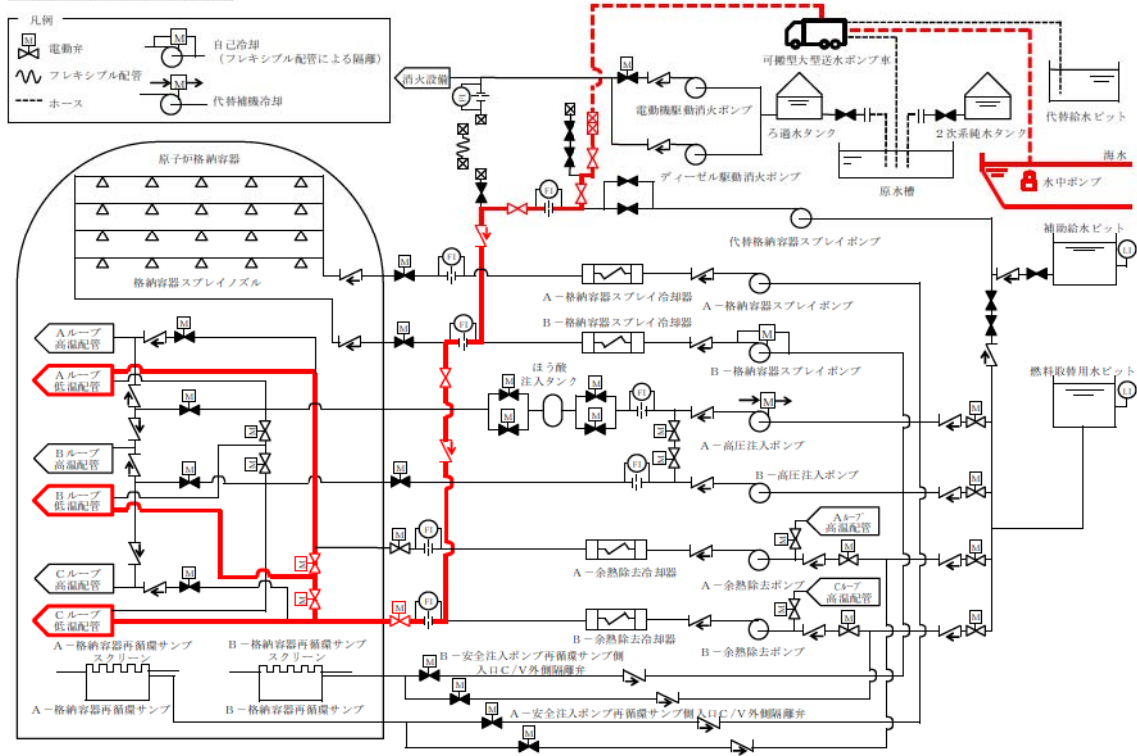 凡例
M
電動弁
フレキシブル配管
ホース
M
自己冷却
(フレキシブル配管による隔離)
M
代替補機冷却
消火設備
M
電動機駆動消火ポンプ
ディーゼル駆動消火ポンプ
可搬型大型送水ポンプ車
ろ過水タンク
2次系純水タンク
原水槽
代替給水ピット
海水
水中ポンプ
FI
代替格納容器スプレイポンプ
補助給水ピット
LI
原子炉格納容器
格納容器スプレイノズル
M
FI
A-格納容器スプレイ冷却器
A-格納容器スプレイポンプ
B-格納容器スプレイ冷却器
M
FI
M
B-格納容器スプレイポンプ
燃料取替用水ピット
LI
Aループ
高温配管
M
Aループ
低温配管
M
ほう酸
注入タンク
M
M
M
M
FI
M
A-高圧注入ポンプ
M
M
M
Bループ
高温配管
M
M
M
M
FI
B-高圧注入ポンプ
M
Bループ
低温配管
M
M
FI
A-余熱除去冷却器
A-余熱除去ポンプ
Aループ
高温配管
M
M
M
Cループ
高温配管
M
M
Cループ
低温配管
M
FI
B-余熱除去冷却器
B-余熱除去ポンプ
Cループ
高温配管
M
M
M
A-格納容器再循環サンプ
スクリーン
B-格納容器再循環サンプ
スクリーン
A-格納容器再循環サンプ
B-格納容器再循環サンプ
B-安全注入ポンプ再循環サンプ側
入口C/V外側隔離弁
M
M
A-安全注入ポンプ再循環サンプ側入口C/V外側隔離弁
M
M